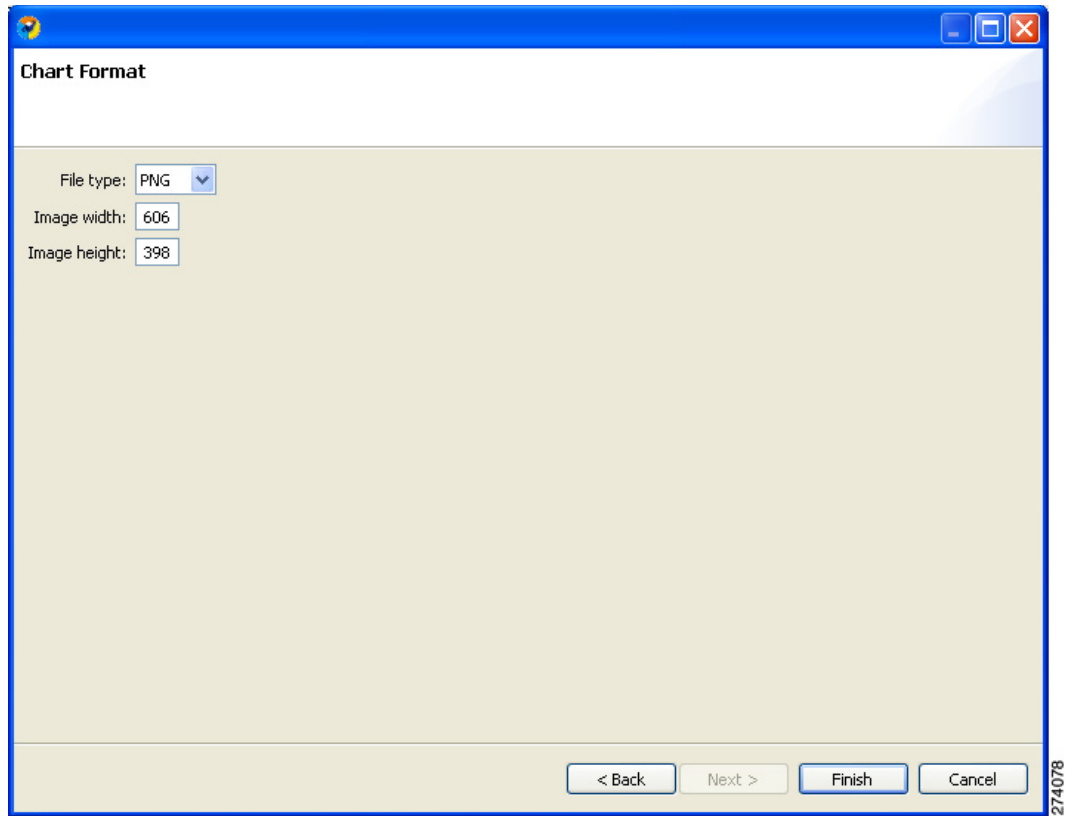 Chart Format
File type: PNG
Image width: 606
Image height: 398
< Back Next > Finish Cancel
274078